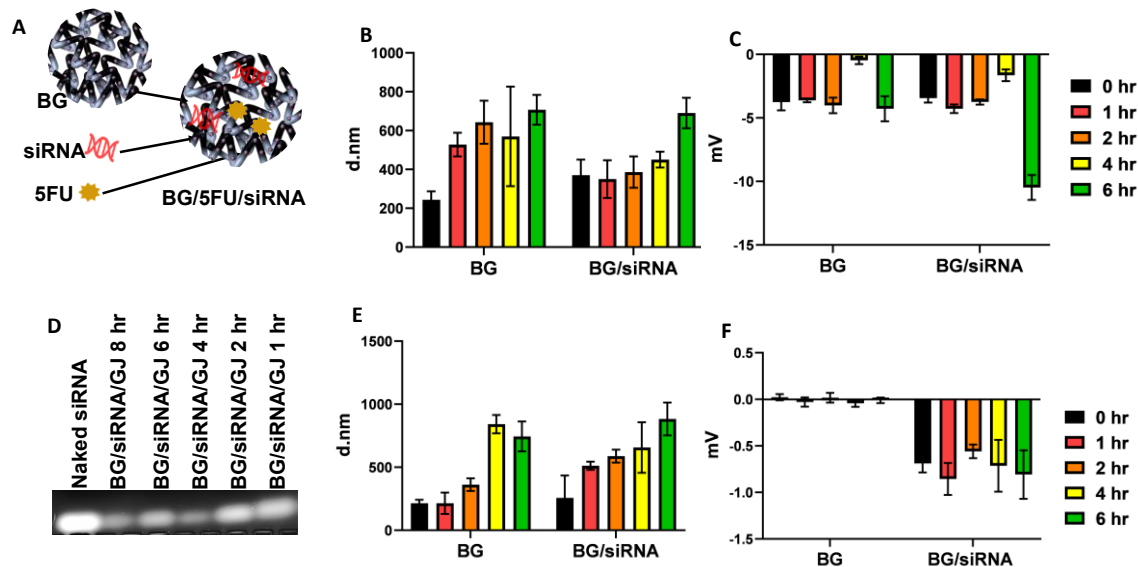 A
BG
siRNA
5FU
BG/5FU/siRNA
B
d.nm
1000
800
600
400
200
0
BG
BG/siRNA
C
mV
0
-5
-10
-15
BG
BG/siRNA
0 hr
1 hr
2 hr
4 hr
6 hr
D
Naked siRNA
BG/siRNA/GJ 8 hr
BG/siRNA/GJ 6 hr
BG/siRNA/GJ 4 hr
BG/siRNA/GJ 2 hr
BG/siRNA/GJ 1 hr
E
d.nm
1500
1000
500
0
BG
BG/siRNA
F
mV
0.5
0.0
-0.5
-1.0
-1.5
BG
BG/siRNA
0 hr
1 hr
2 hr
4 hr
6 hr